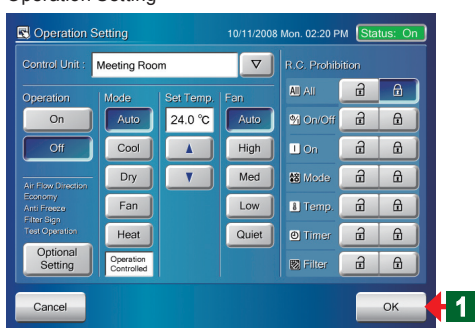 Operation Setting
Operation Setting 10/11/2008 Mon. 02:20 PM Status: On
Control Unit : Meeting Room R.C. Prohibition
All
Operation Mode Set Temp. Fan
On Auto 24.0 °C Auto On/Off
Off Cool High On
Dry Med Mode
Air Flow Direction
Economy
Anti Freeze
Filter Sign
Test Operation
Fan Low Temp.
Heat Quiet Timer
Optional
Setting
Operation
Controlled
Filter
Cancel OK 1